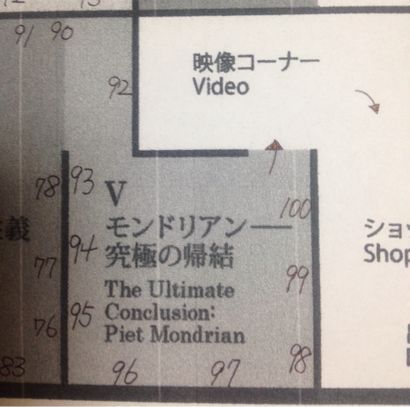 91 90
映像コーナー
Video
92
78 93
V
100
モンドリアン——
94
究極の帰結
77
99
The Ultimate
Conclusion:
Piet Mondrian
95
76
83
96
97
98
義
ショ
Shop